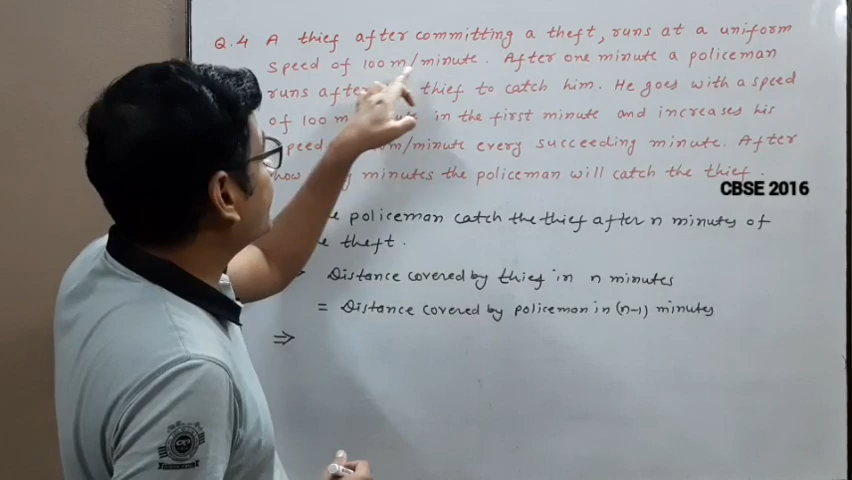 Q.4 A thief after committing a theft, runs at a uniform
speed of 100 m/minute. After one minute a policeman
runs after thief to catch him. He goes with a speed
of 100 m in the first minute and increases his
m/minute every succeeding minute. After
minutes the policeman will catch the thief.
CBSE 2016
policeman catch the thief after n minutes of
theft.
Distance covered by thief in n minutes
= Distance covered by policeman in (n-1) minutes
⇒